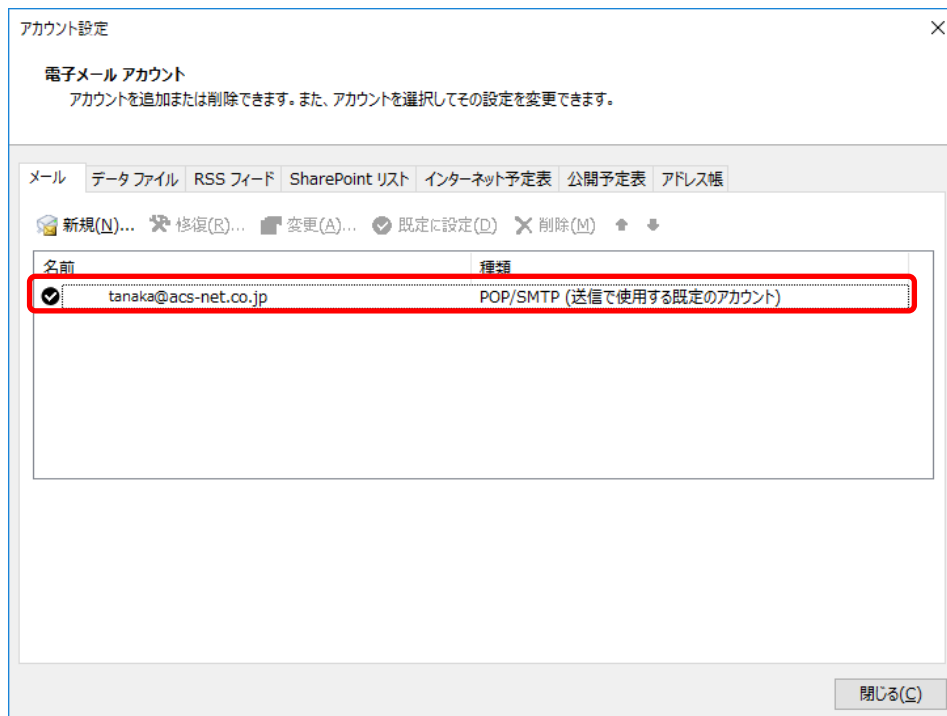 アカウント設定
電子メール アカウント
アカウントを追加または削除できます。また、アカウントを選択してその設定を変更できます。
メール データ ファイル RSS フィード SharePoint リスト インターネット予定表 公開予定表 アドレス帳
新規(N)... 修復(R)... 変更(A)... 既定に設定(D) 削除(M)
名前 種類
tanaka@acs-net.co.jp POP/SMTP (送信で使用する既定のアカウント)
閉じる(C)